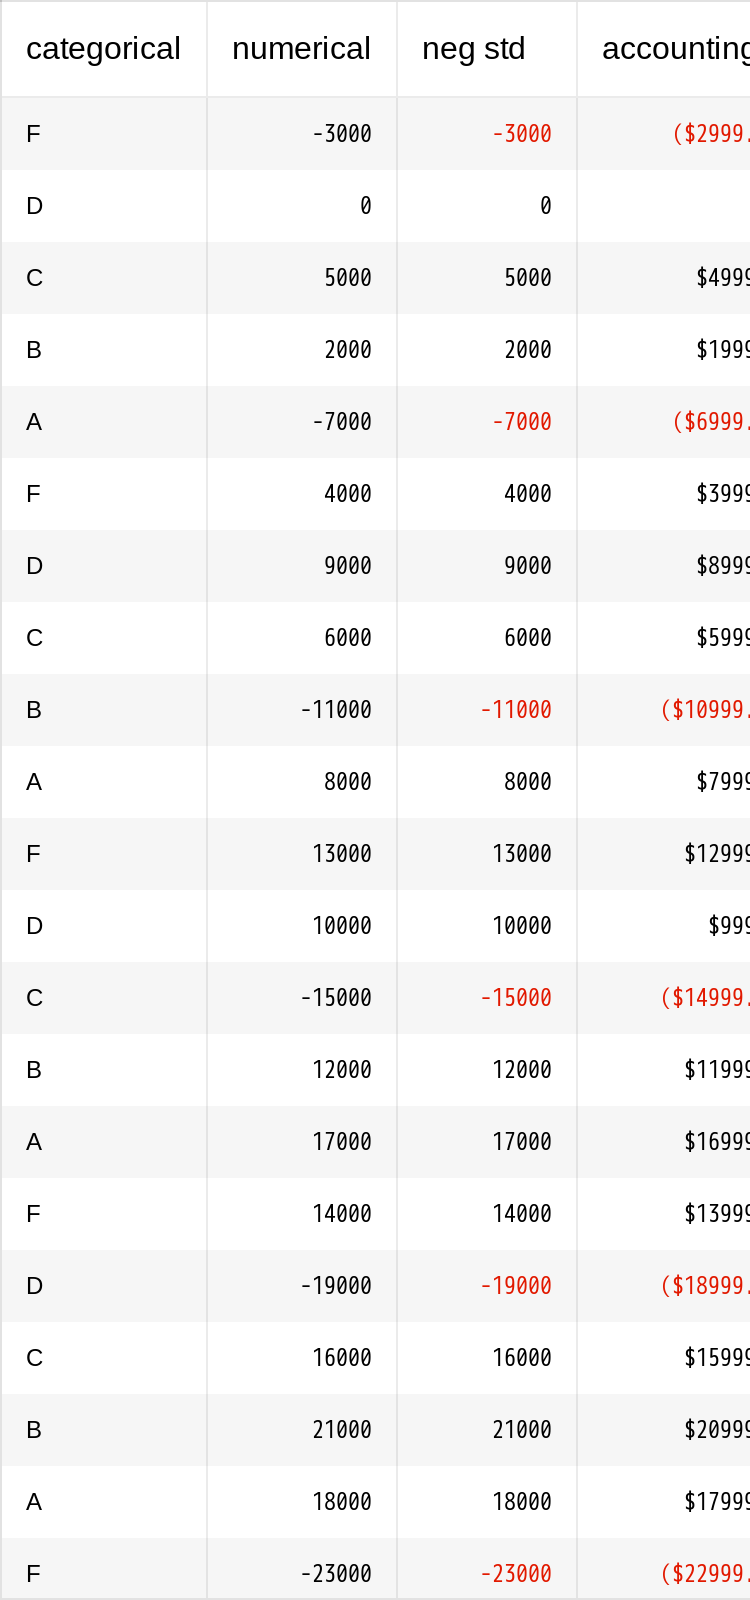 categorical numerical neg std accounting
F -3000 -3000 ($2999.
D 0 0
C 5000 5000 $4999
B 2000 2000 $1999
A -7000 -7000 ($6999.
F 4000 4000 $3999
D 9000 9000 $8999
C 6000 6000 $5999
B -11000 -11000 ($10999.
A 8000 8000 $7999
F 13000 13000 $12999
D 10000 10000 $999
C -15000 -15000 ($14999.
B 12000 12000 $11999
A 17000 17000 $16999
F 14000 14000 $13999
D -19000 -19000 ($18999.
C 16000 16000 $15999
B 21000 21000 $20999
A 18000 18000 $17999
F -23000 -23000 ($22999.